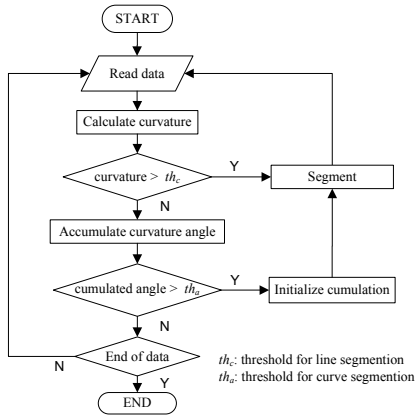 START
Read data
Calculate curvature
curvature > th_c
Y
Segment
N
Accumulate curvature angle
cumulated angle > th_a
Y
Initialize cumulation
N
End of data
N
Y
END
th_c: threshold for line segmention
th_a: threshold for curve segmention